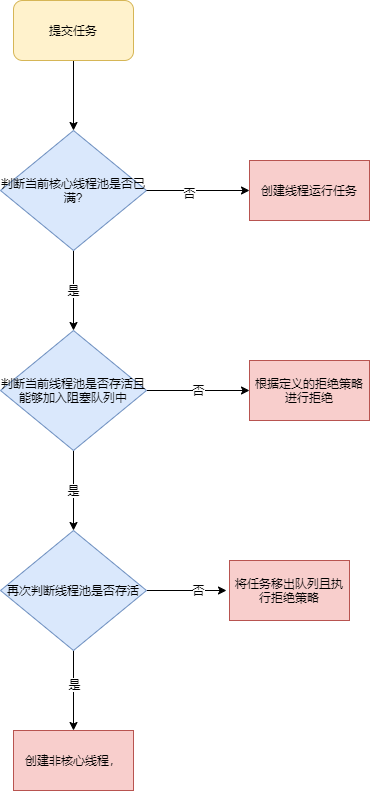 提交任务
判断当前核心线程池是否已
满?
否
创建线程运行任务
是
判断当前线程池是否存活且
能够加入阻塞队列中
否
根据定义的拒绝策略
进行拒绝
是
再次判断线程池是否存活
否
将任务移出队列且执
行拒绝策略
是
创建非核心线程，